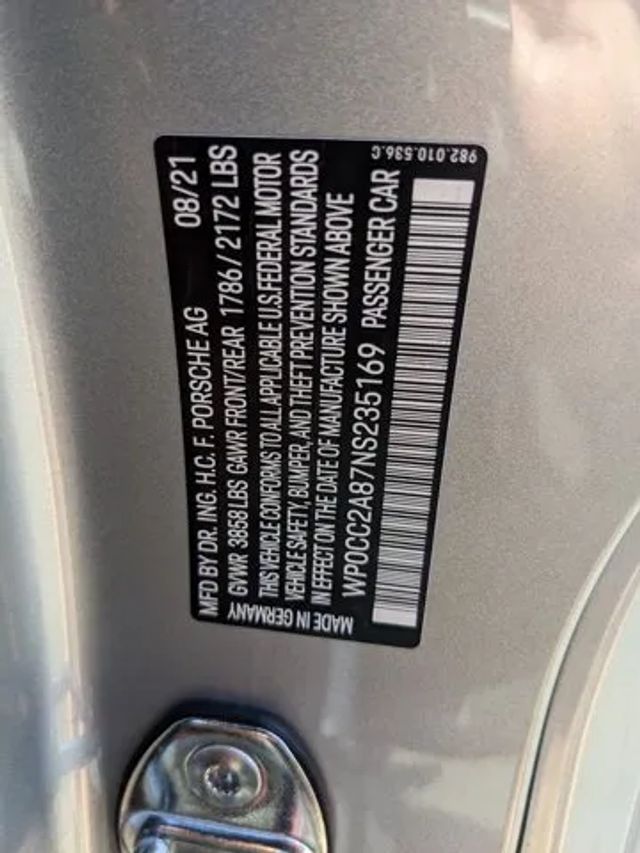 MFD BY DR. ING. H.C. F. PORSCHE AG 08/21
GVWR 3858 LBS GAWR FRONT/REAR 1786/2172 LBS
THIS VEHICLE CONFORMS TO ALL APPLICABLE U.S. FEDERAL MOTOR
VEHICLE SAFETY, BUMPER, AND THEFT PREVENTION STANDARDS
IN EFFECT ON THE DATE OF MANUFACTURE SHOWN ABOVE
MADE IN GERMANY WP0CC2A87NS235169 PASSENGER CAR
982.010.536.C